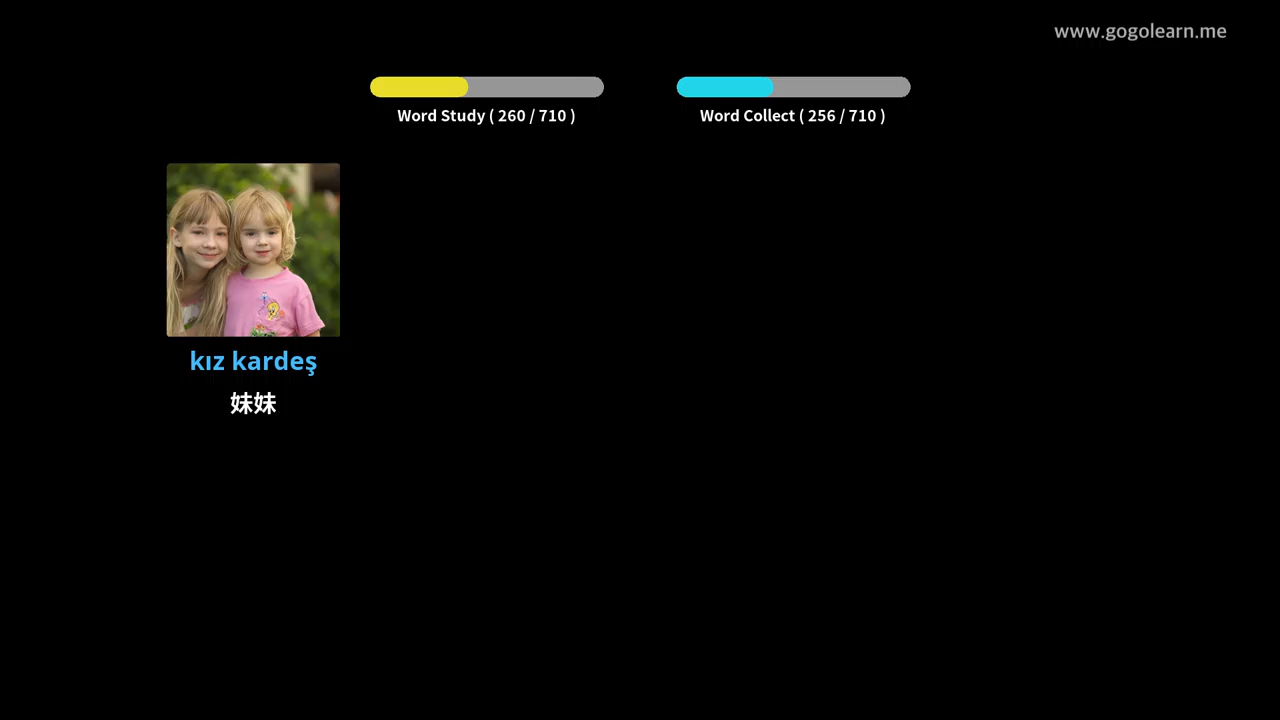 www.gogolearn.me
Word Study ( 260 / 710 )
Word Collect ( 256 / 710 )
kız kardeş
妹妹